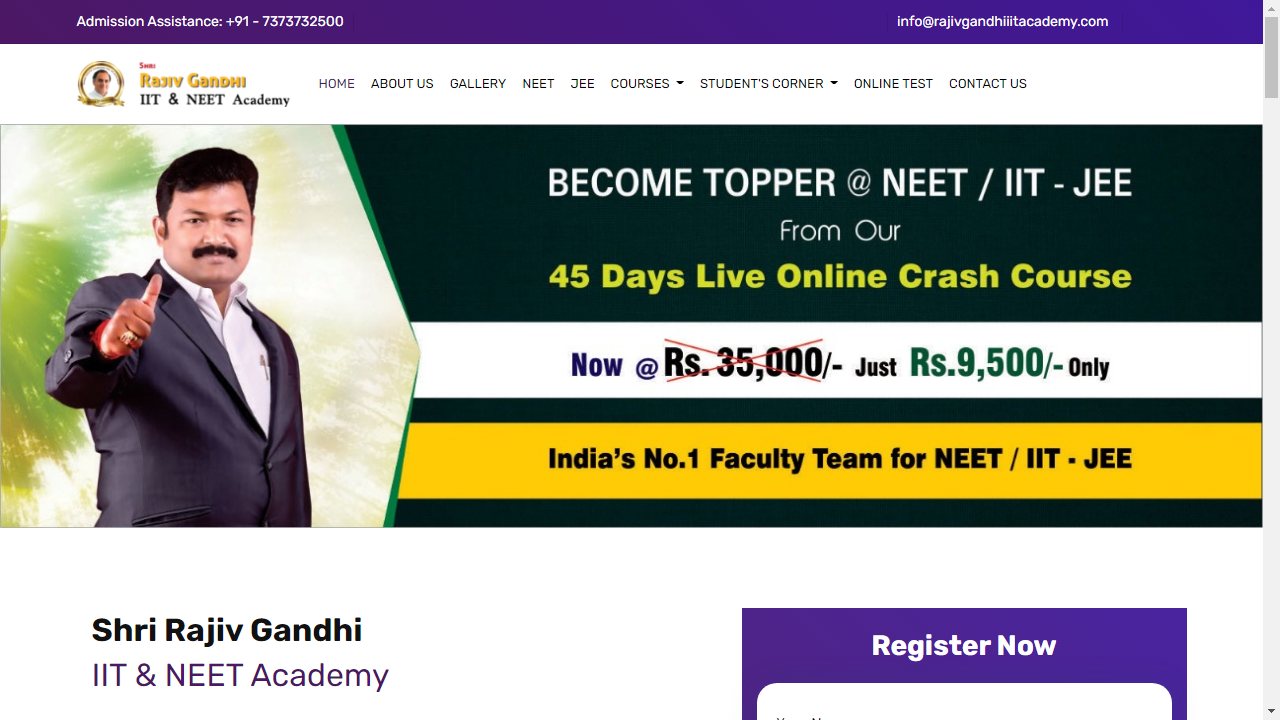 Admission Assistance: +91 - 7373732500
info@rajivgandhiiitacademy.com
SHRI
RAJIV GANDHI
IIT & NEET Academy
HOME ABOUT US GALLERY NEET JEE COURSES STUDENT'S CORNER ONLINE TEST CONTACT US
BECOME TOPPER @ NEET / IIT - JEE
From Our
45 Days Live Online Crash Course
Now @ Rs. 35,000/- Just Rs.9,500/- Only
India's No.1 Faculty Team for NEET / IIT - JEE
Shri Rajiv Gandhi
IIT & NEET Academy
Register Now